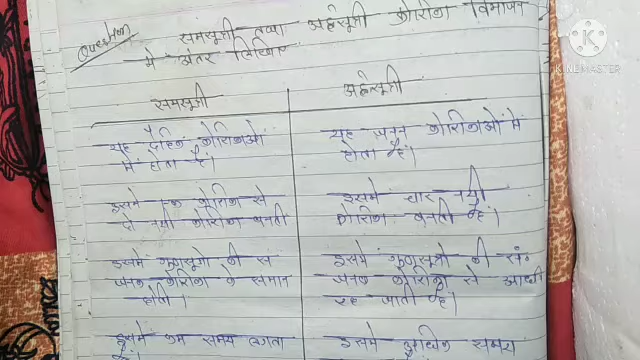 Question
समसूत्री तथा अर्द्धसूत्री कोशिका विभाजन
में अंतर लिखिए
समसूत्री
अर्द्धसूत्री
यह दैहिक कोशिकाओं
में होता है।
यह जनन कोशिकाओं में
होता है।
इसमें एक कोशिका से
दो नयी कोशिका बनती
इसमें चार नयी
कोशिका बनती है।
इसमें गुणसूत्रो की सं
जनक कोशिका के समान
होती।
इसमें गुणसूत्रो की सं॰
जनक कोशिका से आधी
रह जाती है।
इसमें कम समय लगता
है।
इसमें अधिक समय
KINEMASTER